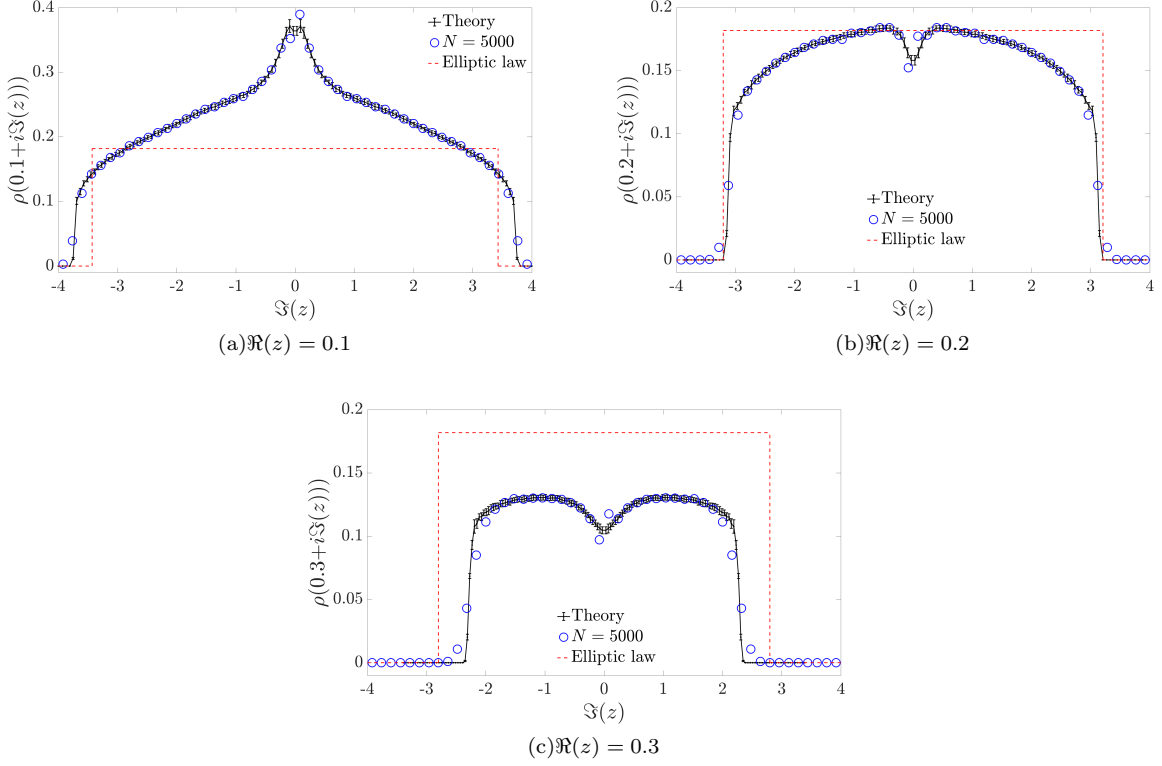 0.4
0.3
0.2
0.1
0
-4 -3 -2 -1 0 1 2 3 4
ρ(0.1+iℑ(z)))
ℑ(z)
Theory
N = 5000
Elliptic law
(a)ℜ(z) = 0.1
0.2
0.15
0.1
0.05
0
-4 -3 -2 -1 0 1 2 3 4
ρ(0.2+iℑ(z)))
ℑ(z)
Theory
N = 5000
Elliptic law
(b)ℜ(z) = 0.2
0.2
0.15
0.1
0.05
0
-4 -3 -2 -1 0 1 2 3 4
ρ(0.3+iℑ(z)))
ℑ(z)
Theory
N = 5000
Elliptic law
(c)ℜ(z) = 0.3